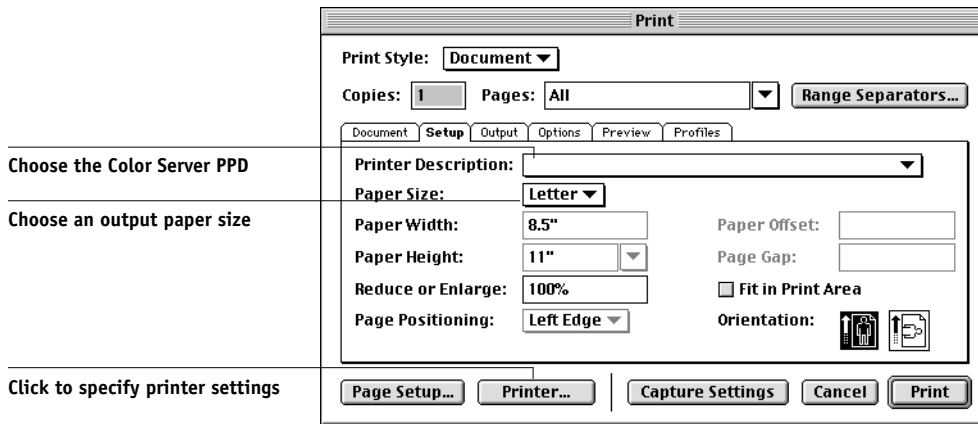 Print
Print Style: Document
Copies: 1 Pages: All Range Separators...
Document Setup Output Options Preview Profiles
Choose the Color Server PPD
Printer Description:
Paper Size: Letter
Choose an output paper size
Paper Width: 8.5" Paper Offset:
Paper Height: 11" Page Gap:
Reduce or Enlarge: 100% Fit in Print Area
Page Positioning: Left Edge Orientation:
Click to specify printer settings
Page Setup... Printer... Capture Settings Cancel Print